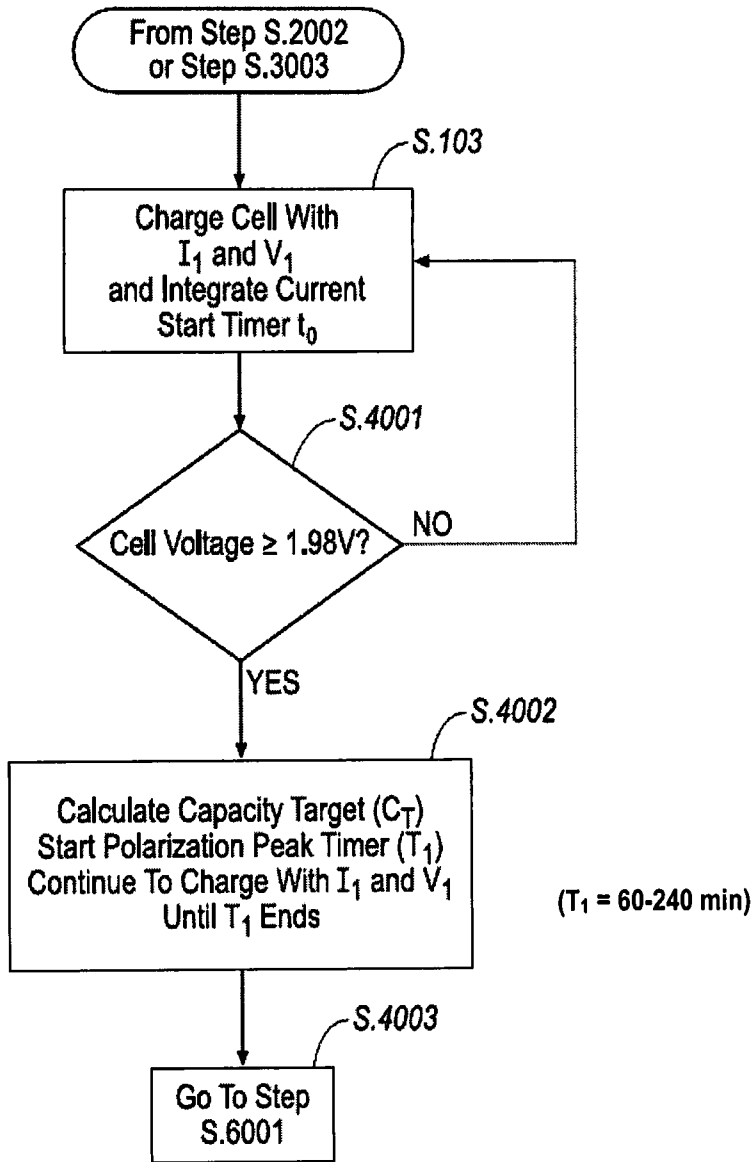 From Step S.2002
or Step S.3003
S.103
Charge Cell With
I₁ and V₁
and Integrate Current
Start Timer t₀
S.4001
Cell Voltage ≥ 1.98V?
NO
YES
S.4002
Calculate Capacity Target (C_T)
Start Polarization Peak Timer (T₁)
Continue To Charge With I₁ and V₁
Until T₁ Ends
(T₁ = 60-240 min)
S.4003
Go To Step
S.6001